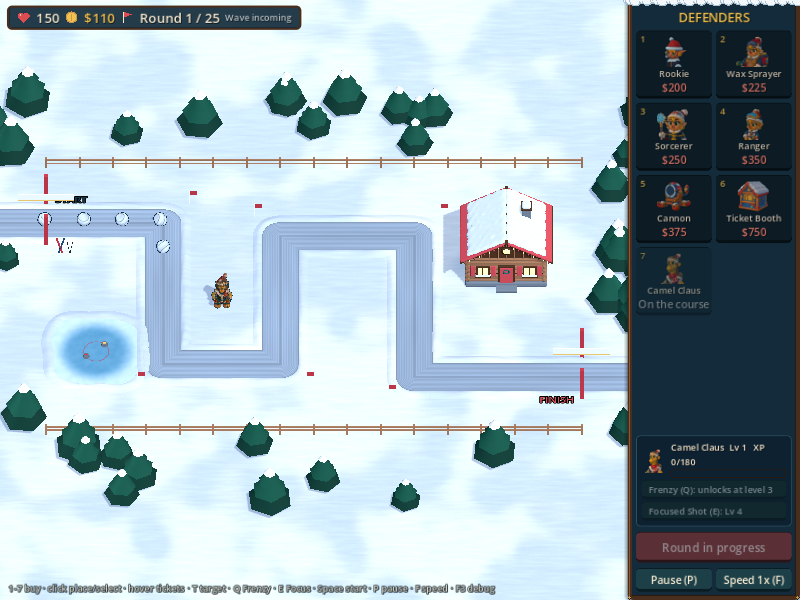 150 $110 Round 1 / 25 Wave incoming
DEFENDERS
1 Rookie $200
2 Wax Sprayer $225
3 Sorcerer $250
4 Ranger $350
5 Cannon $375
6 Ticket Booth $750
7 Camel Claus On the course
START
FINISH
Camel Claus Lv 1 XP
0/180
Frenzy (Q): unlocks at level 3
Focused Shot (E): Lv 4
Round in progress
Pause (P) Speed 1x (F)
1-7 buy · click place/select · hover tickets · T target · Q Frenzy · E Focus · Space start · P pause · F speed · F3 debug